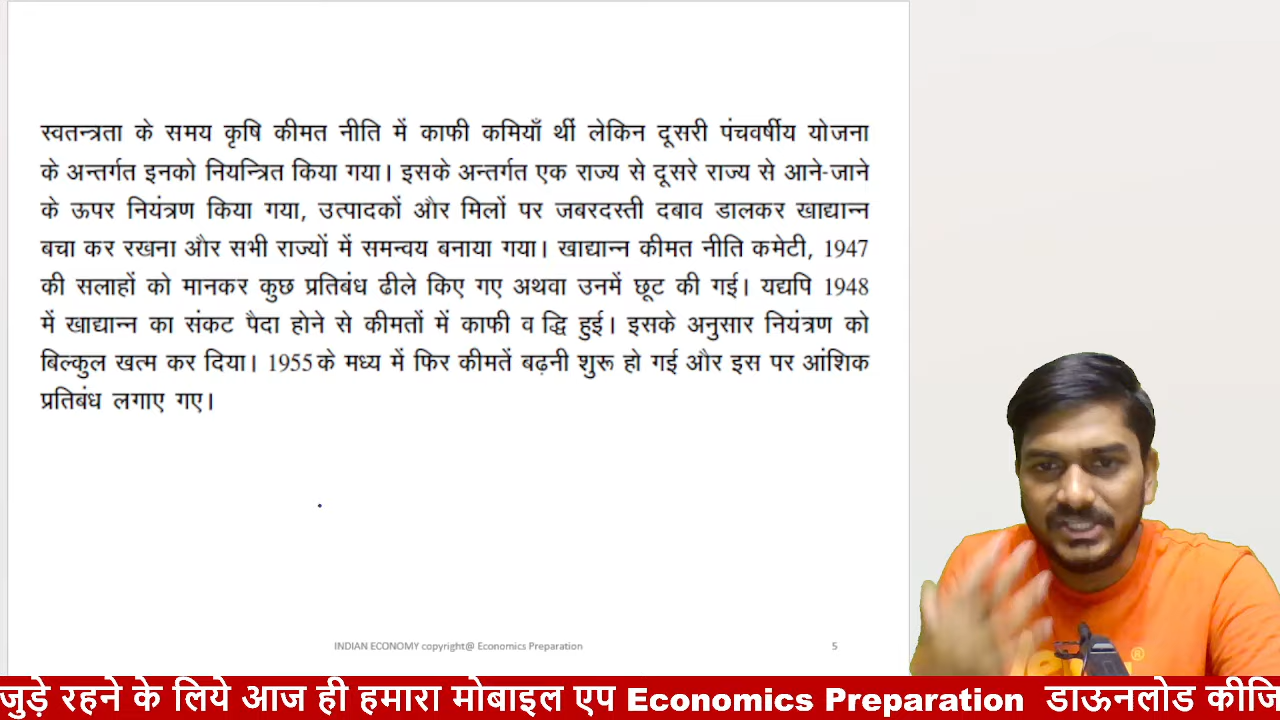 स्वतन्त्रता के समय कृषि कीमत नीति में काफी कमियाँ थीं लेकिन दूसरी पंचवर्षीय योजना
के अन्तर्गत इनको नियन्त्रित किया गया। इसके अन्तर्गत एक राज्य से दूसरे राज्य से आने-जाने
के ऊपर नियंत्रण किया गया, उत्पादकों और मिलों पर जबरदस्ती दबाव डालकर खाद्यान्न
बचा कर रखना और सभी राज्यों में समन्वय बनाया गया। खाद्यान्न कीमत नीति कमेटी, 1947
की सलाहों को मानकर कुछ प्रतिबंध ढीले किए गए अथवा उनमें छूट की गई। यद्यपि 1948
में खाद्यान्न का संकट पैदा होने से कीमतों में काफी व द्धि हुई। इसके अनुसार नियंत्रण को
बिल्कुल खत्म कर दिया। 1955 के मध्य में फिर कीमतें बढ़नी शुरू हो गई और इस पर आंशिक
प्रतिबंध लगाए गए।
INDIAN ECONOMY copyright@ Economics Preparation 5
जुड़े रहने के लिये आज ही हमारा मोबाइल एप Economics Preparation डाऊनलोड कीजि